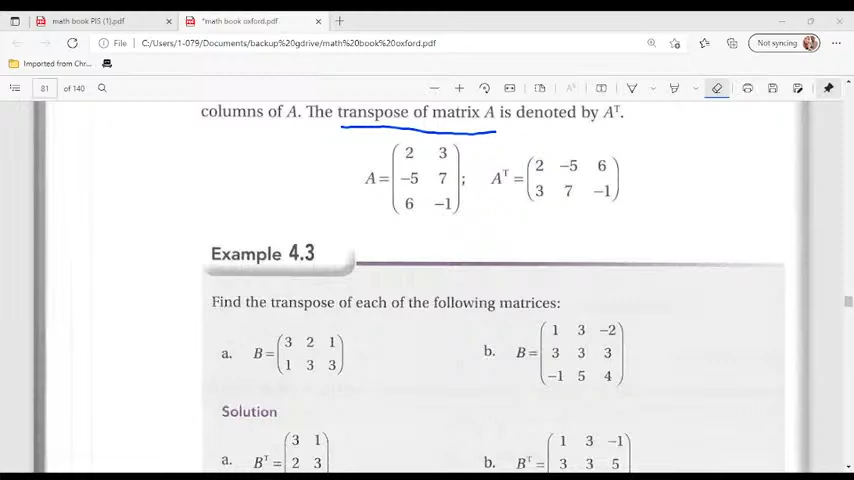 math book PIS (1).pdf
*math book oxford.pdf
File C:/Users/1-079/Documents/backup%20gdrive/math%20book%20oxford.pdf
Not syncing
Imported from Chr...
81 of 140
columns of A. The transpose of matrix A is denoted by Aᵀ.
A = ( 2 3 ; Aᵀ = ( 2 -5 6
-5 7 3 7 -1 )
6 -1 )
Example 4.3
Find the transpose of each of the following matrices:
a. B = ( 3 2 1 b. B = ( 1 3 -2
1 3 3 ) 3 3 3
-1 5 4 )
Solution
a. Bᵀ = ( 3 1 b. Bᵀ = ( 1 3 -1
2 3 3 3 5